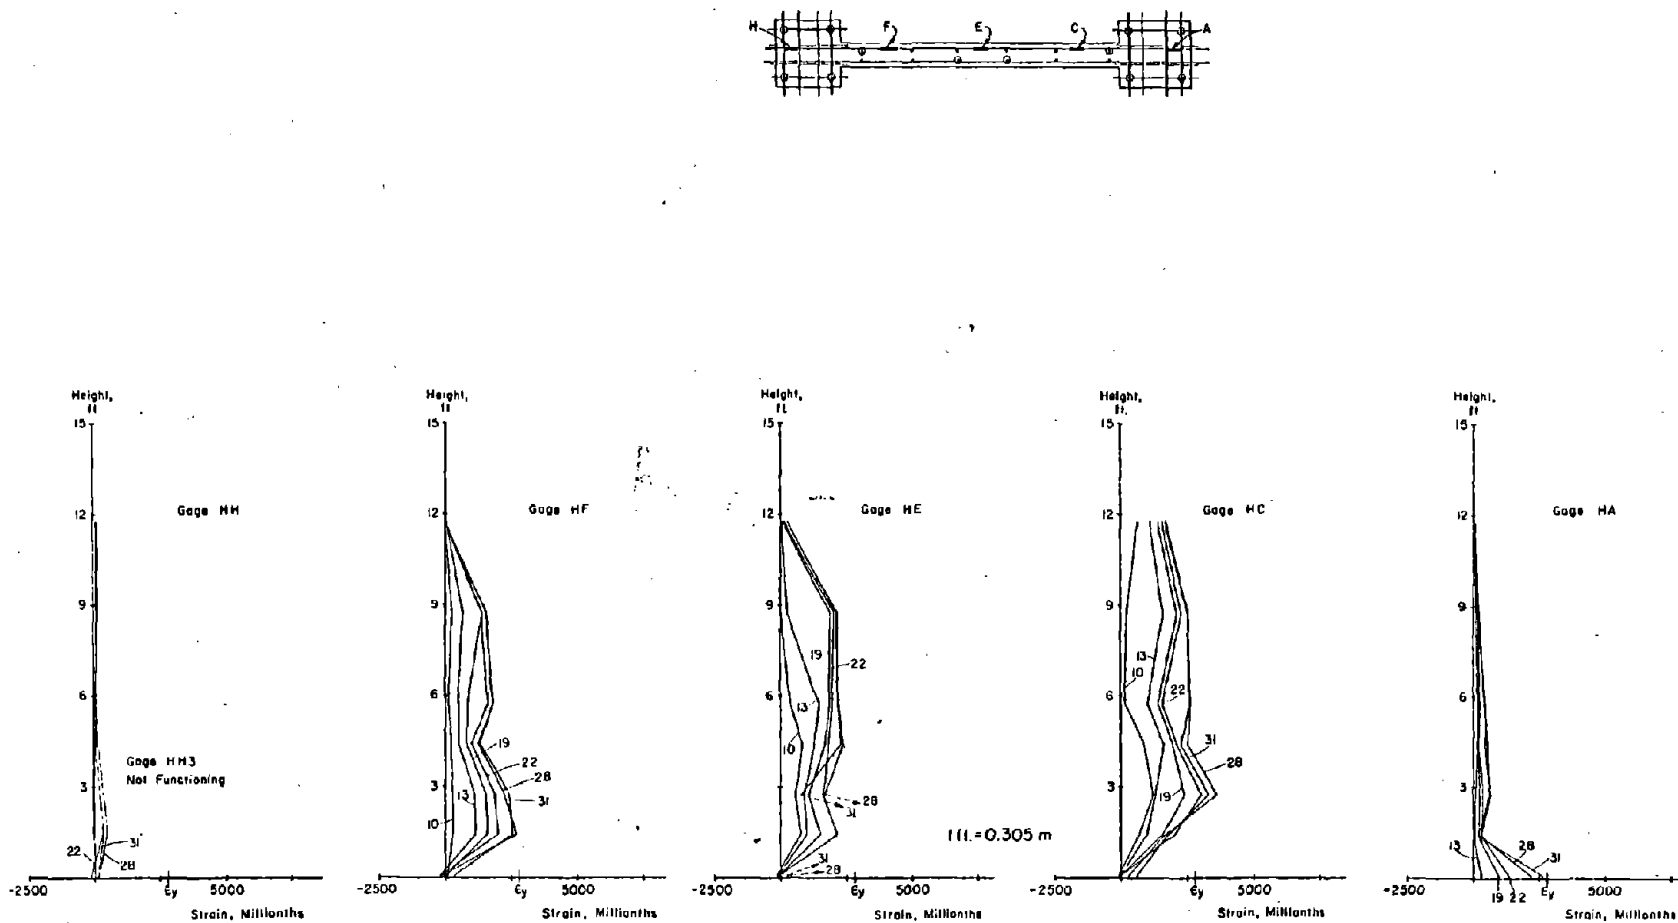 H F E C A
Height, ft
15
12
9
6
3
Gage HH
Gage HH3
Not Functioning
31
22
28
-2500 εy 5000
Strain, Millionths
Height, ft
15
12
9
6
3
Gage HF
19
22
28
13
31
10
-2500 εy 5000
Strain, Millionths
Height, ft.
15
12
9
6
3
Gage HE
19
22
13
10
28
31
31
28
-2500 εy 5000
Strain, Millionths
1 ft. = 0.305 m
Height, ft.
15
12
9
6
3
Gage HC
13
10
22
31
28
19
-2500 εy 5000
Strain, Millionths
Height, ft
15
12
9
6
3
Gage HA
13
28
31
19 22
-2500 εy 5000
Strain, Millionths